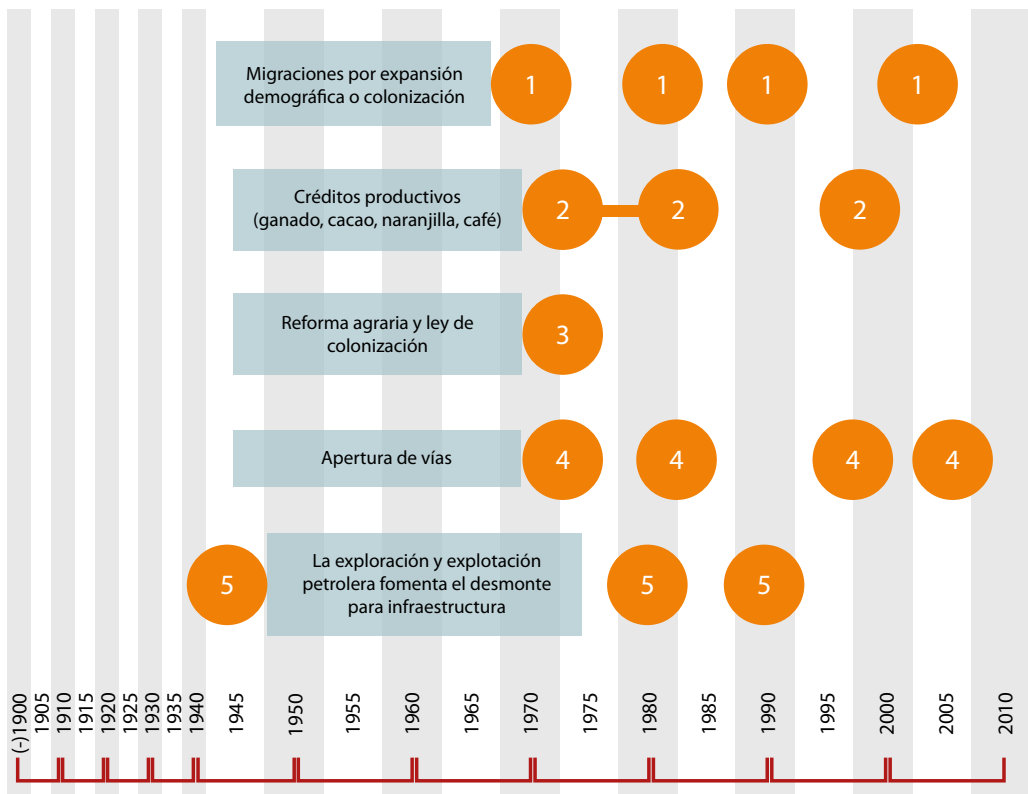 Migraciones por expansión
demográfica o colonización
1 1 1 1
Créditos productivos
(ganado, cacao, naranjilla, café)
2 2 2
Reforma agraria y ley de
colonización
3
Apertura de vías
4 4 4 4
5
La exploración y explotación
petrolera fomenta el desmonte
para infraestructura
5 5
(-)1900
1905
1910
1915
1920
1925
1930
1935
1940
1945
1950
1955
1960
1965
1970
1975
1980
1985
1990
1995
2000
2005
2010